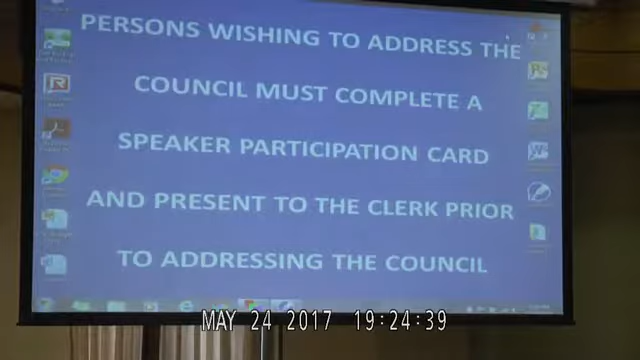 PERSONS WISHING TO ADDRESS THE
COUNCIL MUST COMPLETE A
SPEAKER PARTICIPATION CARD
AND PRESENT TO THE CLERK PRIOR
TO ADDRESSING THE COUNCIL
MAY 24 2017 19:24:39